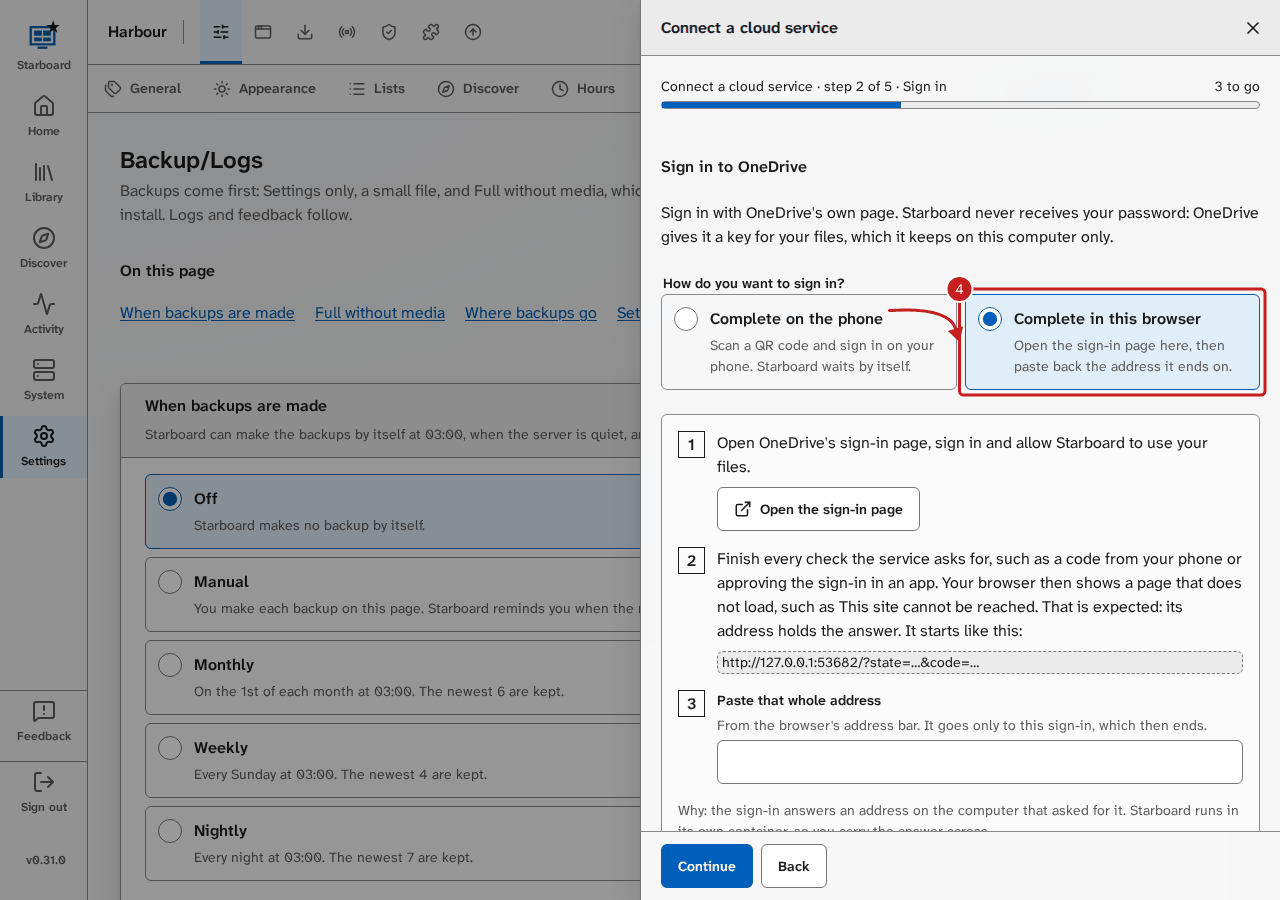 Starboard
Home
Library
Discover
Activity
System
Settings
Feedback
Sign out
v0.31.0
Harbour
General
Appearance
Lists
Discover
Hours
Backup/Logs
Backups come first: Settings only, a small file, and Full without media,
install. Logs and feedback follow.
On this page
When backups are made
Full without media
Where backups go
When backups are made
Starboard can make the backups by itself at 03:00, when the server is quiet,
Off
Starboard makes no backup by itself.
Manual
You make each backup on this page. Starboard reminds you when the
Monthly
On the 1st of each month at 03:00. The newest 6 are kept.
Weekly
Every Sunday at 03:00. The newest 4 are kept.
Nightly
Every night at 03:00. The newest 7 are kept.
Connect a cloud service
Connect a cloud service · step 2 of 5 · Sign in
3 to go
Sign in to OneDrive
Sign in with OneDrive's own page. Starboard never receives your password: OneDrive
gives it a key for your files, which it keeps on this computer only.
How do you want to sign in?
4
Complete on the phone
Scan a QR code and sign in on your
phone. Starboard waits by itself.
Complete in this browser
Open the sign-in page here, then
paste back the address it ends on.
1
Open OneDrive's sign-in page, sign in and allow Starboard to use your
files.
Open the sign-in page
2
Finish every check the service asks for, such as a code from your phone or
approving the sign-in in an app. Your browser then shows a page that does
not load, such as This site cannot be reached. That is expected: its
address holds the answer. It starts like this:
http://127.0.0.1:53682/?state=...&code=...
3
Paste that whole address
From the browser's address bar. It goes only to this sign-in, which then ends.
Why: the sign-in answers an address on the computer that asked for it. Starboard runs in
its own container, so you carry the answer across.
Continue
Back